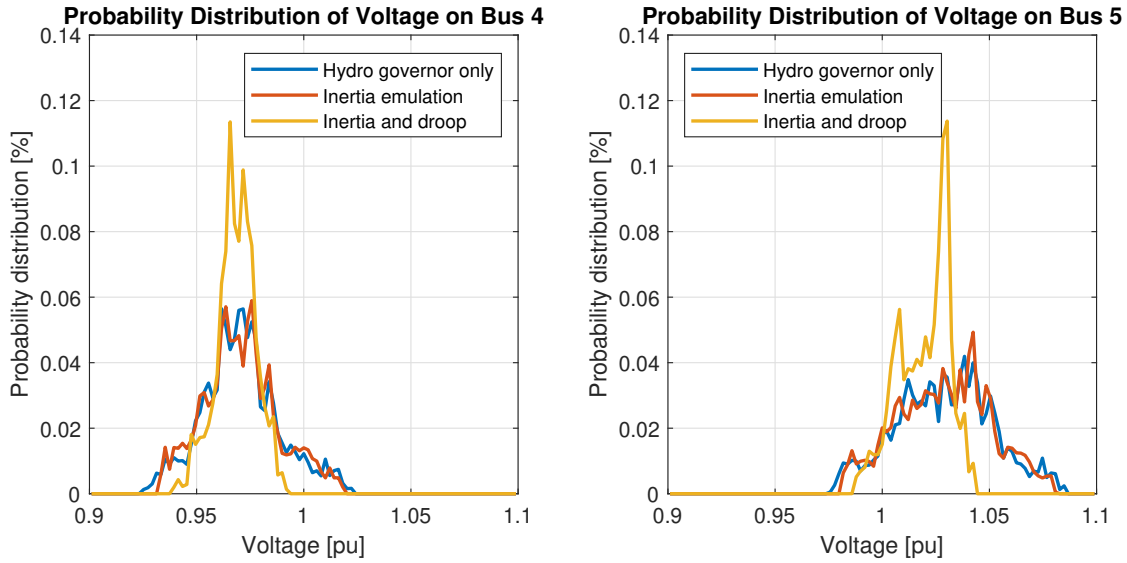 Probability Distribution of Voltage on Bus 4
Probability distribution [%]
0.14
0.12
0.1
0.08
0.06
0.04
0.02
0
Hydro governor only
Inertia emulation
Inertia and droop
0.9
0.95
1
1.05
1.1
Voltage [pu]
Probability Distribution of Voltage on Bus 5
Probability distribution [%]
0.14
0.12
0.1
0.08
0.06
0.04
0.02
0
Hydro governor only
Inertia emulation
Inertia and droop
0.9
0.95
1
1.05
1.1
Voltage [pu]